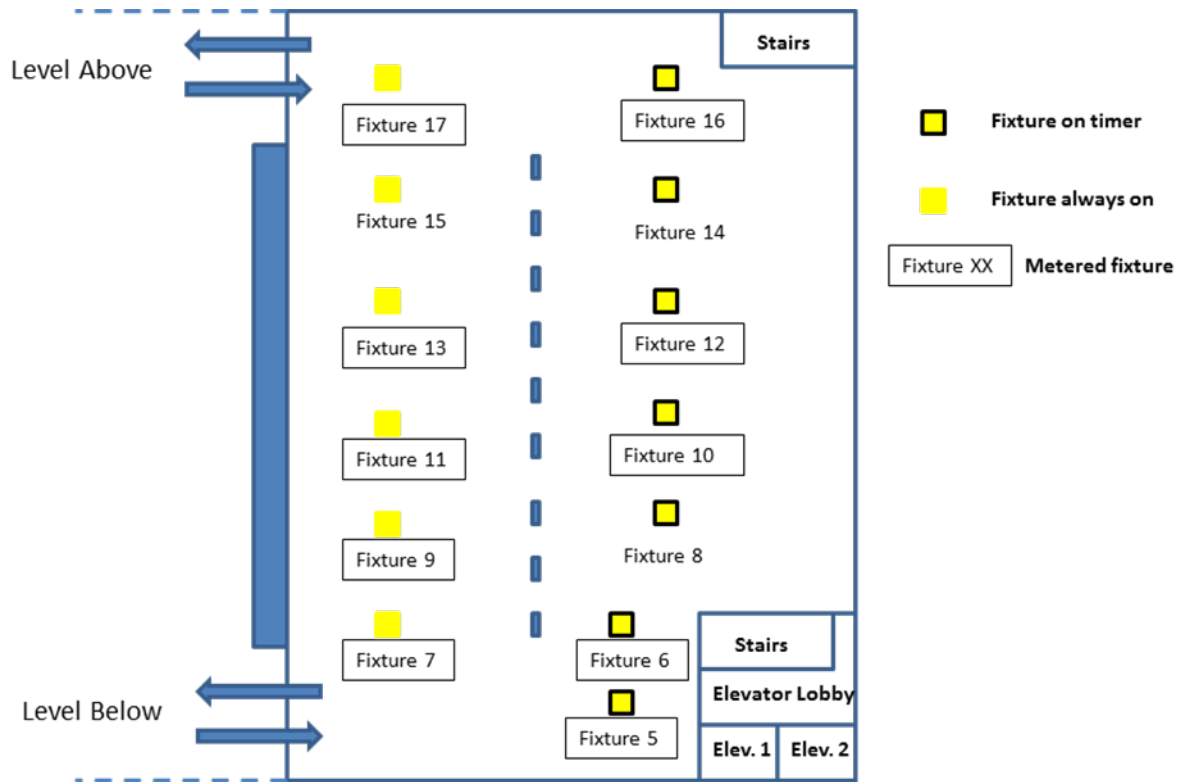 Stairs
Level Above
Fixture 17
Fixture 16
Fixture on timer
Fixture 15
Fixture always on
Fixture 14
Fixture XX
Metered fixture
Fixture 13
Fixture 12
Fixture 11
Fixture 10
Fixture 9
Fixture 8
Stairs
Fixture 7
Fixture 6
Elevator Lobby
Level Below
Fixture 5
Elev. 1
Elev. 2